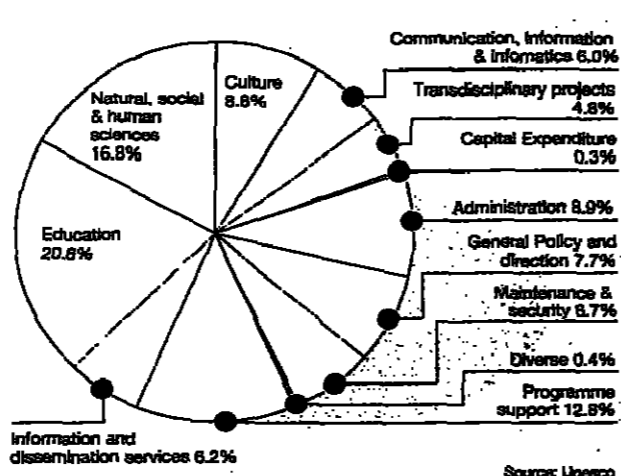 Communication, Information
& Infomatics 6.0%
Transdisciplinary projects
4.8%
Capital Expenditure
0.3%
Administration 8.9%
General Policy and
direction 7.7%
Maintenance &
security 6.7%
Diverse 0.4%
Programme
support 12.8%
Culture
8.8%
Natural, social
& human
sciences
16.8%
Education
20.6%
Information and
dissemination services 6.2%
Source: Unesco